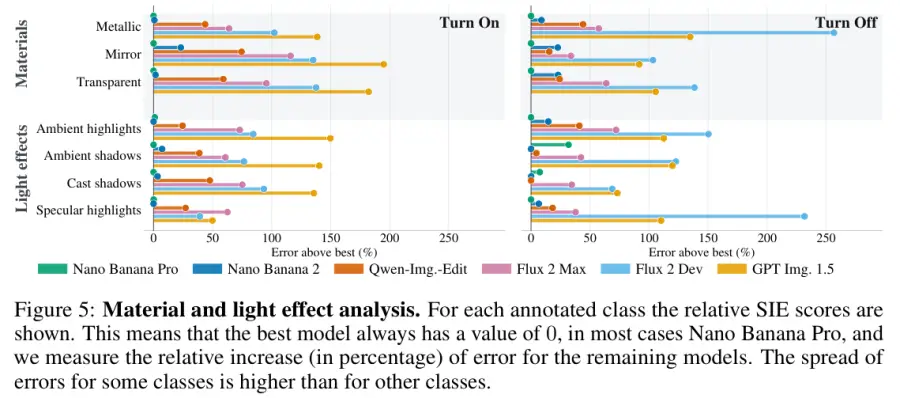 Materials
Light effects
Turn On
Turn Off
Metallic
Mirror
Transparent
Ambient highlights
Ambient shadows
Cast shadows
Specular highlights
0 50 100 150 200 250
Error above best (%)
0 50 100 150 200 250
Error above best (%)
Nano Banana Pro Nano Banana 2 Qwen-Img.-Edit Flux 2 Max Flux 2 Dev GPT Img. 1.5
Figure 5: Material and light effect analysis. For each annotated class the relative SIE scores are
shown. This means that the best model always has a value of 0, in most cases Nano Banana Pro, and
we measure the relative increase (in percentage) of error for the remaining models. The spread of
errors for some classes is higher than for other classes.